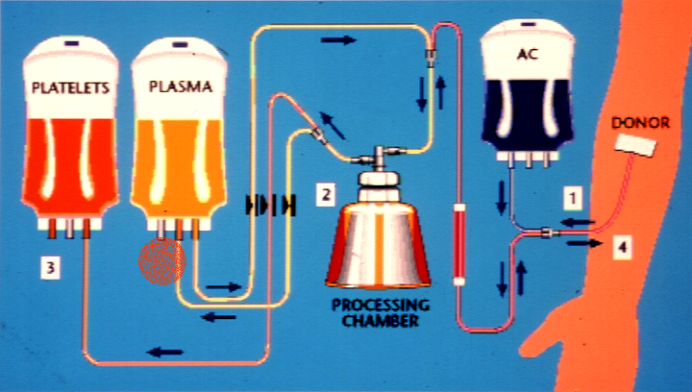 PLATELETS
PLASMA
AC
DONOR
1
2
3
4
PROCESSING
CHAMBER